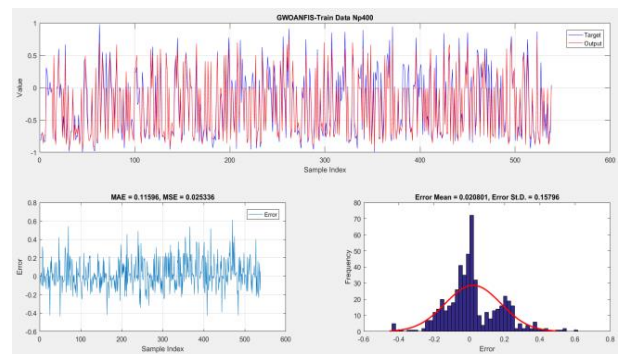 GWOANFIS-Train Data Np400
Target
Output
Value
1
0.5
0
-0.5
-1
0 100 200 300 400 500 600
Sample Index
MAE = 0.11596, MSE = 0.025336
Error
Error
0.8
0.6
0.4
0.2
0
-0.2
-0.4
-0.6
0 100 200 300 400 500 600
Sample Index
Error Mean = 0.020801, Error St.D. = 0.15796
Frequency
80
70
60
50
40
30
20
10
0
-0.6 -0.4 -0.2 0 0.2 0.4 0.6 0.8
Error